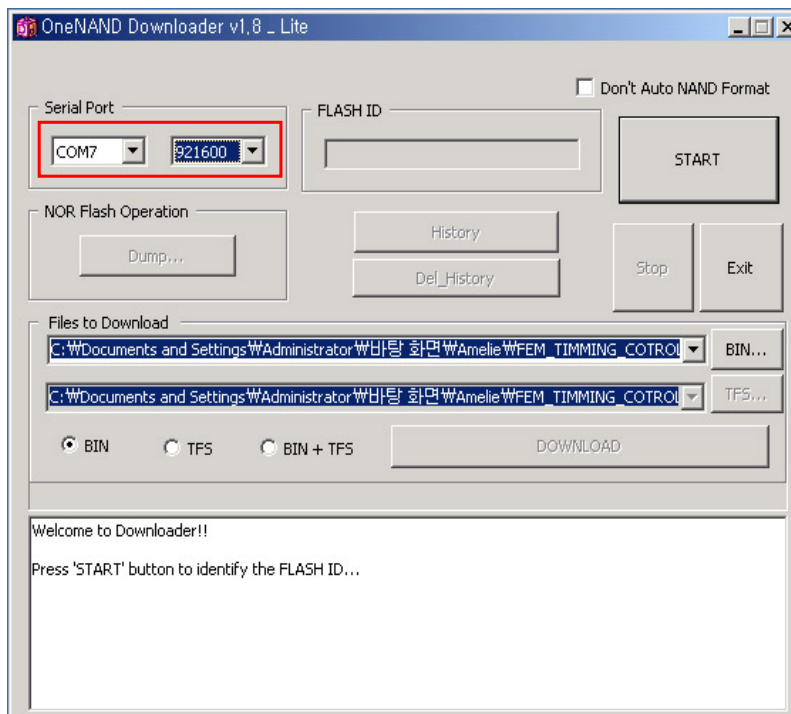 OneNAND Downloader v1,8 _ Lite
Don't Auto NAND Format
Serial Port
COM7
921600
FLASH ID
START
NOR Flash Operation
Dump...
History
Del_History
Stop
Exit
Files to Download
C:₩Documents and Settings₩Administrator₩바탕 화면₩Amelie₩FEM_TIMMING_COTROL
BIN...
C:₩Documents and Settings₩Administrator₩바탕 화면₩Amelie₩FEM_TIMMING_COTROL
TFS...
BIN
TFS
BIN + TFS
DOWNLOAD
Welcome to Downloader!!
Press 'START' button to identify the FLASH ID...